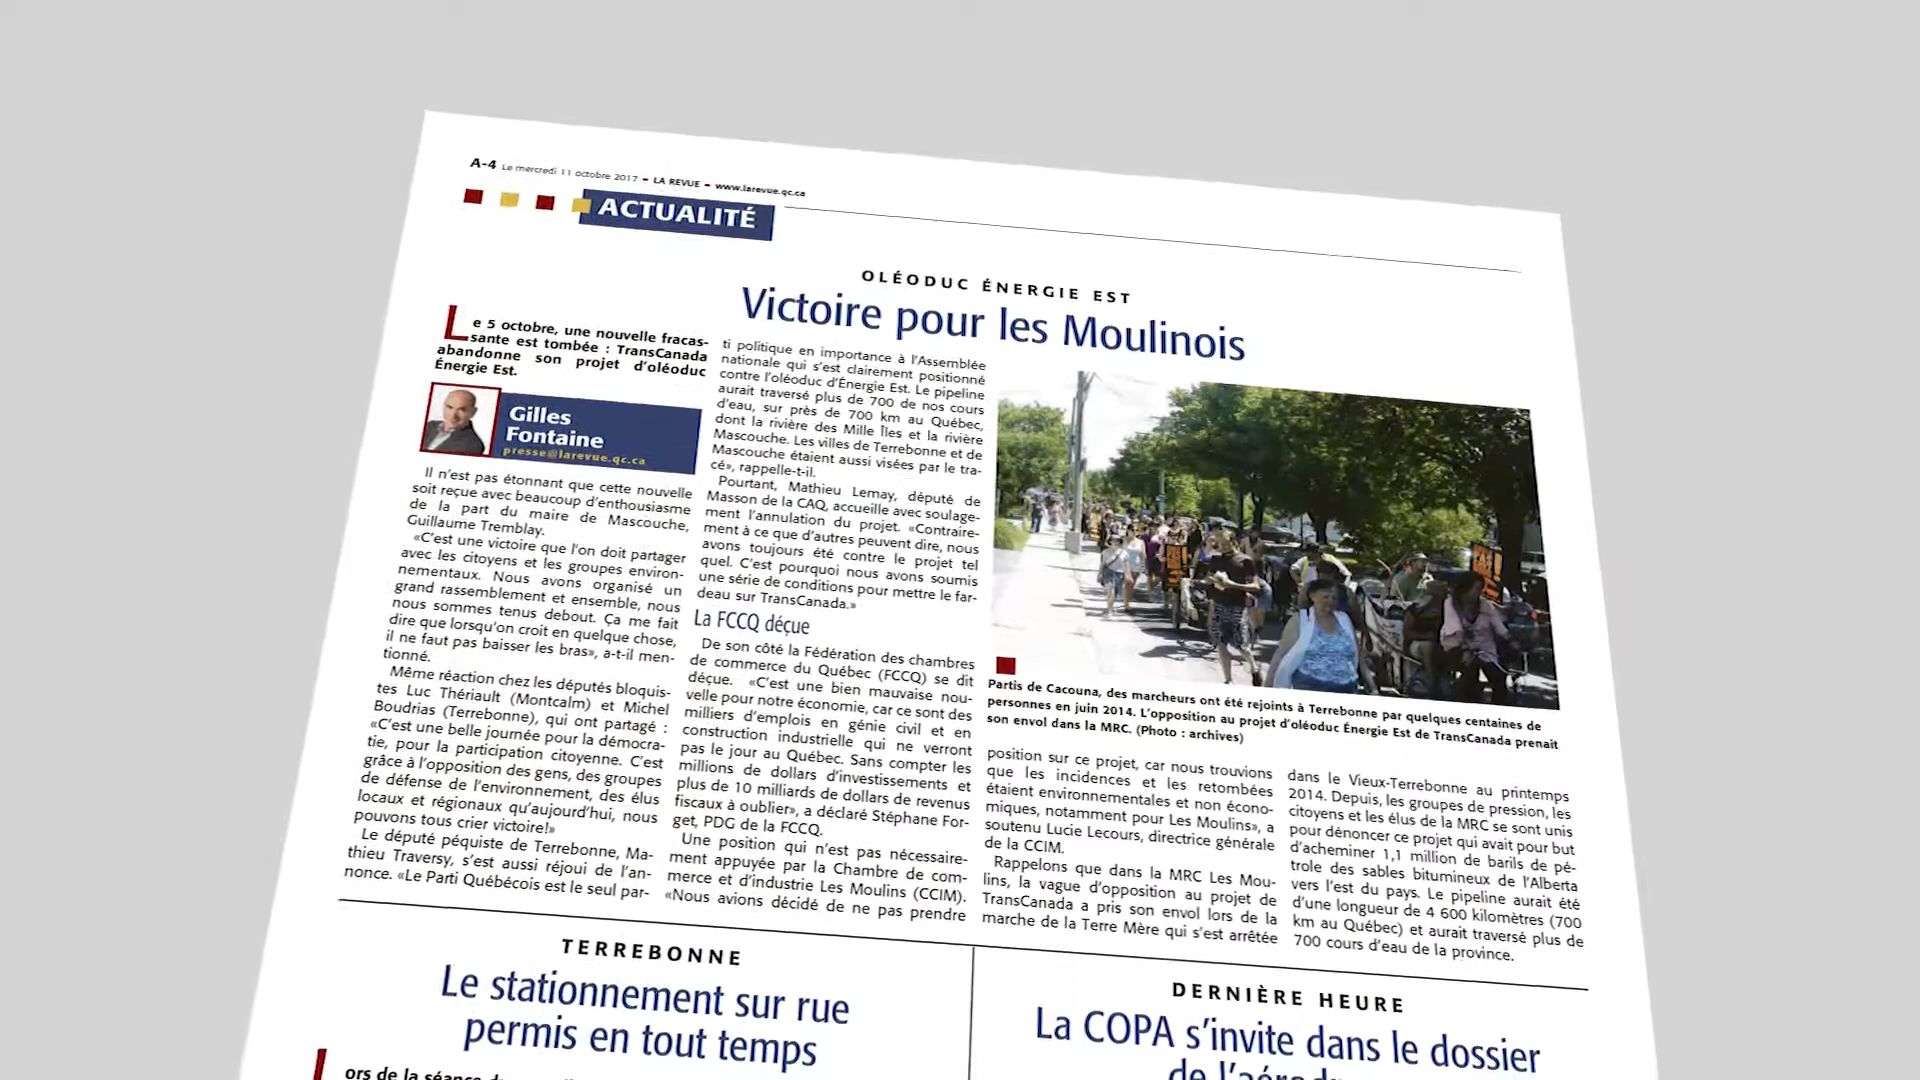 A-4 Le mercredi 11 octobre 2017 – LA REVUE – www.larevue.qc.ca
ACTUALITÉ
OLÉODUC ÉNERGIE EST
Victoire pour les Moulinois
Le 5 octobre, une nouvelle fracas-
sante est tombée : TransCanada
abandonne son projet d'oléoduc
Énergie Est.
Gilles
Fontaine
presse@larevue.qc.ca
Il n'est pas étonnant que cette nouvelle
soit reçue avec beaucoup d'enthousiasme
de la part du maire de Mascouche,
Guillaume Tremblay.
«C'est une victoire que l'on doit partager
avec les citoyens et les groupes environ-
nementaux. Nous avons organisé un
grand rassemblement et ensemble, nous
nous sommes tenus debout. Ça me fait
dire que lorsqu'on croit en quelque chose,
il ne faut pas baisser les bras», a-t-il men-
tionné.
Même réaction chez les députés bloquis-
tes Luc Thériault (Montcalm) et Michel
Boudrias (Terrebonne), qui ont partagé :
«C'est une belle journée pour la démocra-
tie, pour la participation citoyenne. C'est
grâce à l'opposition des gens, des groupes
de défense de l'environnement, des élus
locaux et régionaux qu'aujourd'hui, nous
pouvons tous crier victoire!»
Le député péquiste de Terrebonne, Ma-
thieu Traversy, s'est aussi réjoui de l'an-
nonce. «Le Parti Québécois est le seul par-
ti politique en importance à l'Assemblée
nationale qui s'est clairement positionné
contre l'oléoduc d'Énergie Est. Le pipeline
aurait traversé plus de 700 de nos cours
d'eau, sur près de 700 km au Québec,
dont la rivière des Mille Îles et la rivière
Mascouche. Les villes de Terrebonne et de
Mascouche étaient aussi visées par le tra-
cé», rappelle-t-il.
Pourtant, Mathieu Lemay, député de
Masson de la CAQ, accueille avec soulage-
ment l'annulation du projet. «Contraire-
ment à ce que d'autres peuvent dire, nous
avons toujours été contre le projet tel
quel. C'est pourquoi nous avons soumis
une série de conditions pour mettre le far-
deau sur TransCanada.»
La FCCQ déçue
De son côté la Fédération des chambres
de commerce du Québec (FCCQ) se dit
déçue. «C'est une bien mauvaise nou-
velle pour notre économie, car ce sont des
milliers d'emplois en génie civil et en
construction industrielle qui ne verront
pas le jour au Québec. Sans compter les
millions de dollars d'investissements et
plus de 10 milliards de dollars de revenus
fiscaux à oublier», a déclaré Stéphane For-
get, PDG de la FCCQ.
Une position qui n'est pas nécessaire-
ment appuyée par la Chambre de com-
merce et d'industrie Les Moulins (CCIM).
«Nous avions décidé de ne pas prendre
Partis de Cacouna, des marcheurs ont été rejoints à Terrebonne par quelques centaines de
personnes en juin 2014. L'opposition au projet d'oléoduc Énergie Est de TransCanada prenait
son envol dans la MRC. (Photo : archives)
position sur ce projet, car nous trouvions
que les incidences et les retombées
étaient environnementales et non écono-
miques, notamment pour Les Moulins», a
soutenu Lucie Lecours, directrice générale
de la CCIM.
Rappelons que dans la MRC Les Mou-
lins, la vague d'opposition au projet de
TransCanada a pris son envol lors de la
marche de la Terre Mère qui s'est arrêtée
dans le Vieux-Terrebonne au printemps
2014. Depuis, les groupes de pression, les
citoyens et les élus de la MRC se sont unis
pour dénoncer ce projet qui avait pour but
d'acheminer 1,1 million de barils de pé-
trole des sables bitumineux de l'Alberta
vers l'est du pays. Le pipeline aurait été
d'une longueur de 4 600 kilomètres (700
km au Québec) et aurait traversé plus de
700 cours d'eau de la province.
TERREBONNE
Le stationnement sur rue
permis en tout temps
Lors de la séance
DERNIÈRE HEURE
La COPA s'invite dans le dossier
de